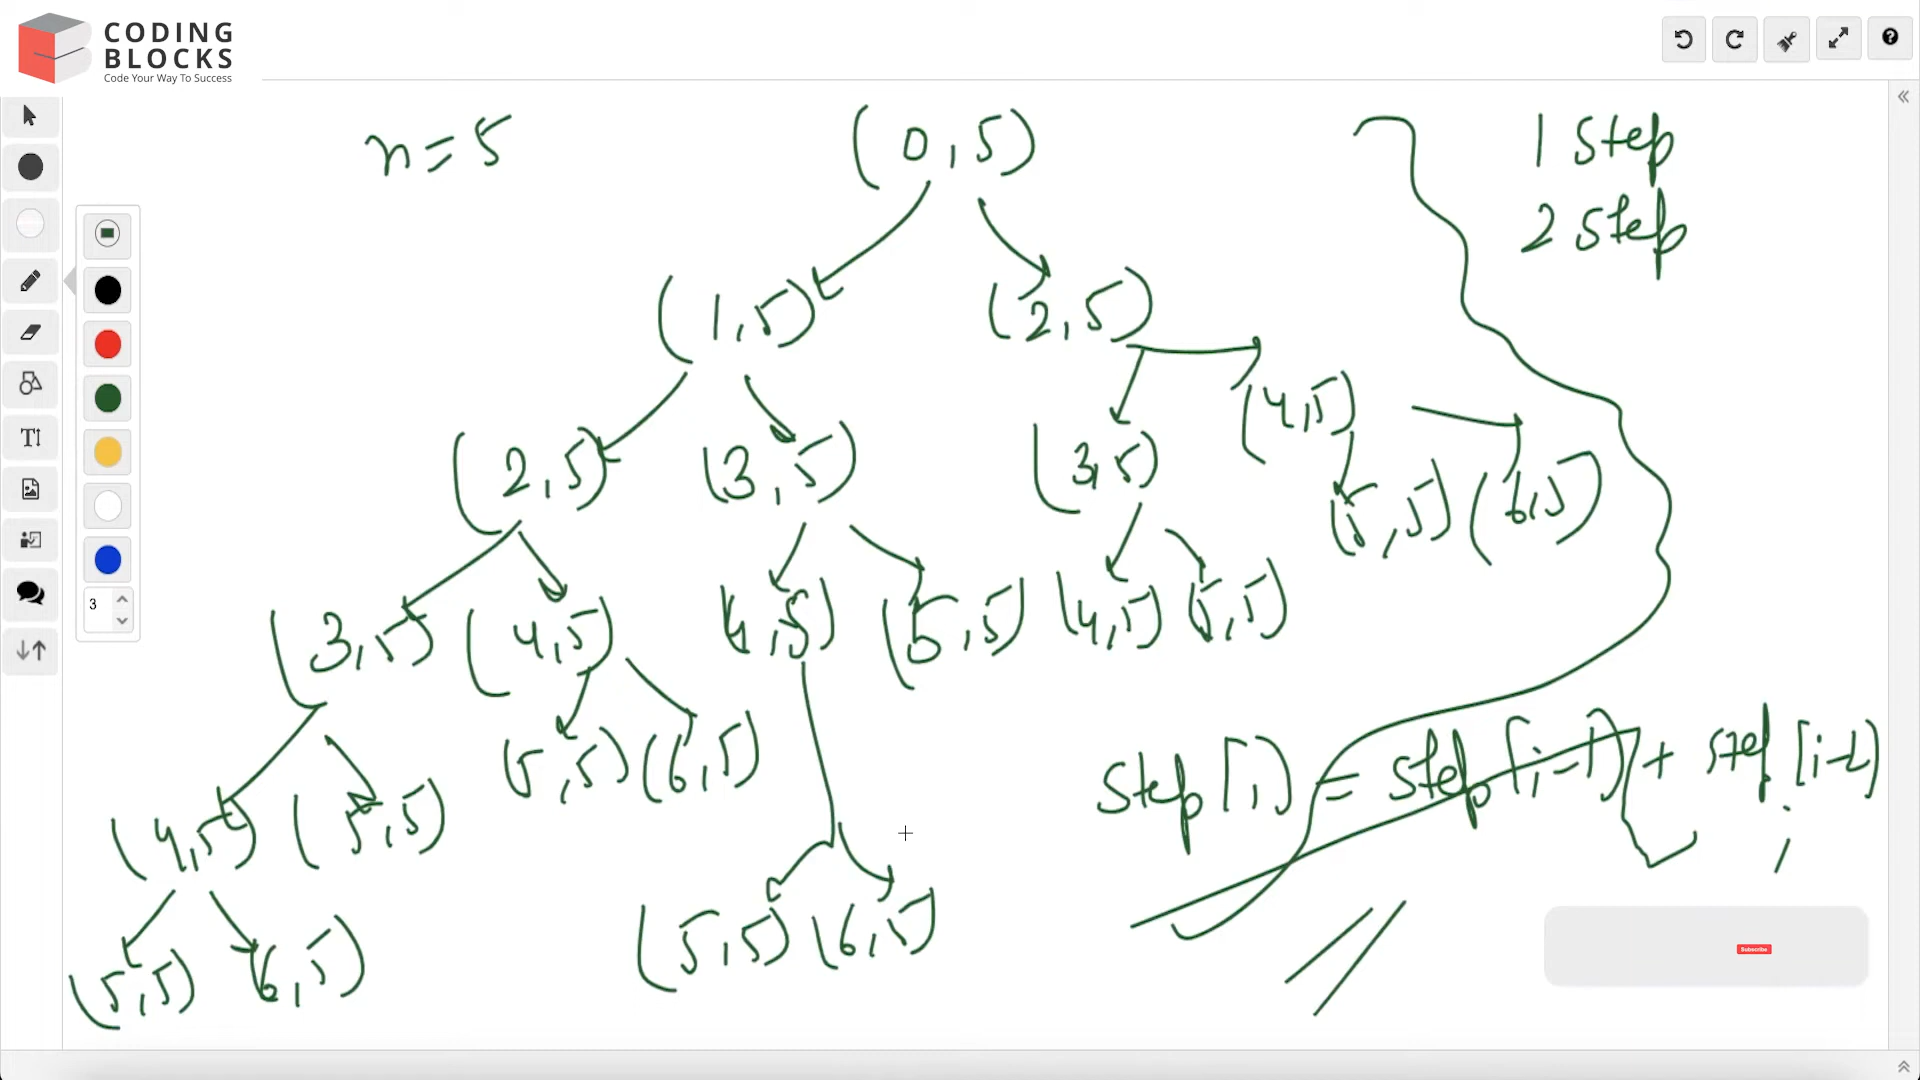 CODING
BLOCKS
Code Your Way To Success
n=5
(0,5)
1 Step
2 Step
(1,5) (2,5)
(4,5)
(2,5) (3,5) (3,5)
(5,5) (6,5)
(3,5) (4,5) (4,5) (5,5) (4,5) (5,5)
(5,5) (6,5)
Step[i] = Step[i-1] + Step[i-2];
(4,5) (5,5)
(5,5) (6,5)
(5,5) (6,5)
3
Subscribe